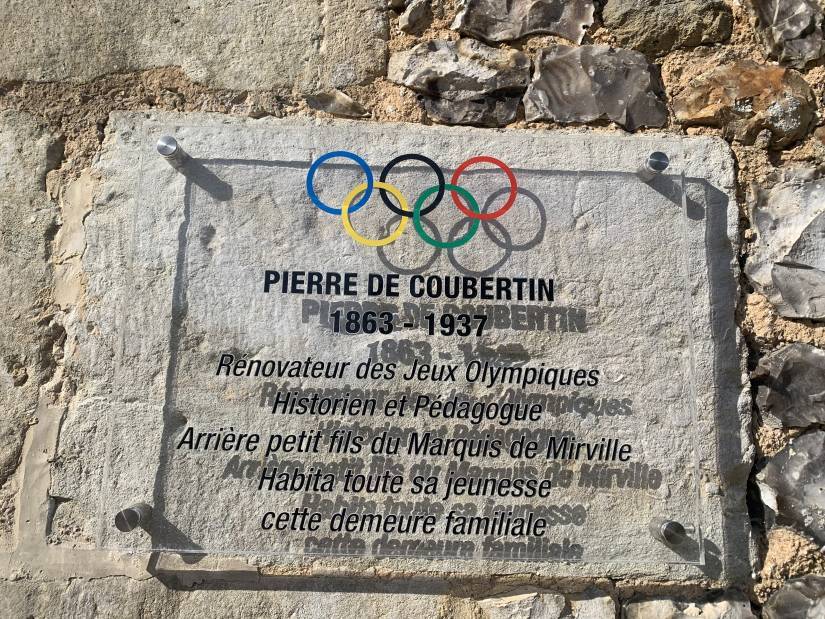 PIERRE DE COUBERTIN
1863 - 1937
Rénovateur des Jeux Olympiques
Historien et Pédagogue
Arrière petit fils du Marquis de Mirville
Habita toute sa jeunesse
cette demeure familiale